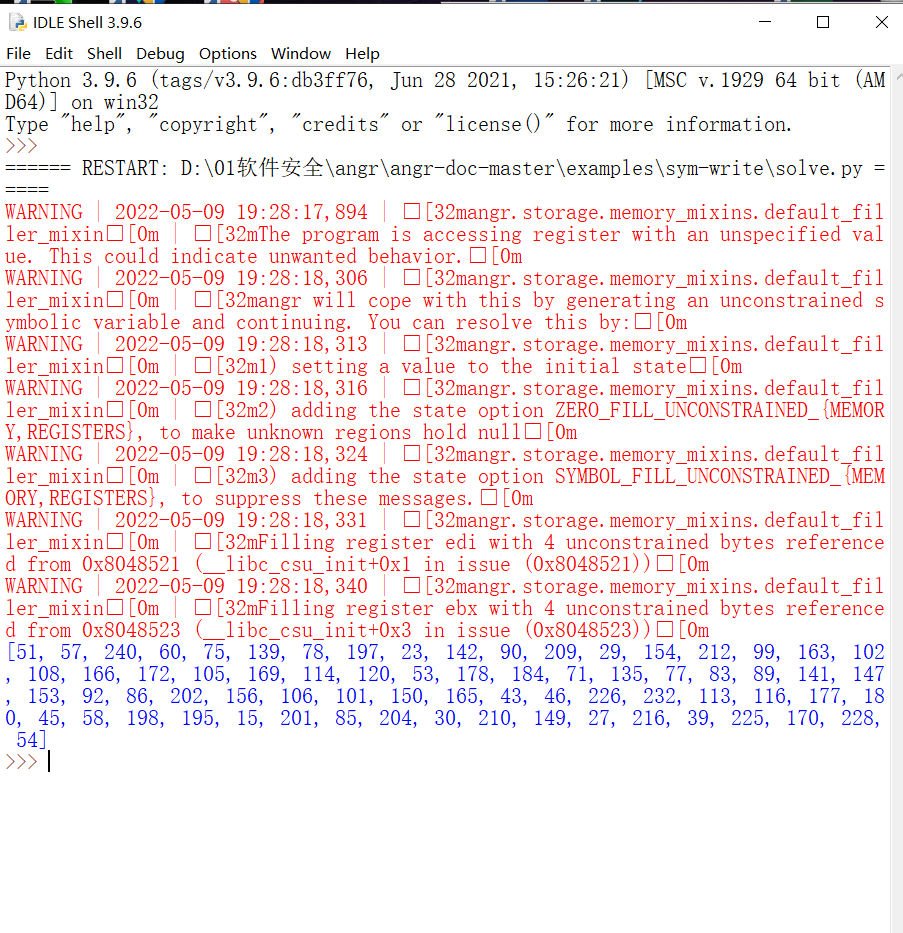 IDLE Shell 3.9.6
File Edit Shell Debug Options Window Help
Python 3.9.6 (tags/v3.9.6:db3ff76, Jun 28 2021, 15:26:21) [MSC v.1929 64 bit (AM
D64)] on win32
Type "help", "copyright", "credits" or "license()" for more information.
>>>
====== RESTART: D:\01软件安全\angr\angr-doc-master\examples\sym-write\solve.py =
====
WARNING | 2022-05-09 19:28:17,894 | □[32mangr.storage.memory_mixins.default_fil
ler_mixin□[0m | □[32mThe program is accessing register with an unspecified val
ue. This could indicate unwanted behavior.□[0m
WARNING | 2022-05-09 19:28:18,306 | □[32mangr.storage.memory_mixins.default_fil
ler_mixin□[0m | □[32mangr will cope with this by generating an unconstrained s
ymbolic variable and continuing. You can resolve this by:□[0m
WARNING | 2022-05-09 19:28:18,313 | □[32mangr.storage.memory_mixins.default_fil
ler_mixin□[0m | □[32m1) setting a value to the initial state□[0m
WARNING | 2022-05-09 19:28:18,316 | □[32mangr.storage.memory_mixins.default_fil
ler_mixin□[0m | □[32m2) adding the state option ZERO_FILL_UNCONSTRAINED_{MEMOR
Y,REGISTERS}, to make unknown regions hold null□[0m
WARNING | 2022-05-09 19:28:18,324 | □[32mangr.storage.memory_mixins.default_fil
ler_mixin□[0m | □[32m3) adding the state option SYMBOL_FILL_UNCONSTRAINED_{MEM
ORY,REGISTERS}, to suppress these messages.□[0m
WARNING | 2022-05-09 19:28:18,331 | □[32mangr.storage.memory_mixins.default_fil
ler_mixin□[0m | □[32mFilling register edi with 4 unconstrained bytes reference
d from 0x8048521 (__libc_csu_init+0x1 in issue (0x8048521))□[0m
WARNING | 2022-05-09 19:28:18,340 | □[32mangr.storage.memory_mixins.default_fil
ler_mixin□[0m | □[32mFilling register ebx with 4 unconstrained bytes reference
d from 0x8048523 (__libc_csu_init+0x3 in issue (0x8048523))□[0m
[51, 57, 240, 60, 75, 139, 78, 197, 23, 142, 90, 209, 29, 154, 212, 99, 163, 102
, 108, 166, 172, 105, 169, 114, 120, 53, 178, 184, 71, 135, 77, 83, 89, 141, 147
, 153, 92, 86, 202, 156, 106, 101, 150, 165, 43, 46, 226, 232, 113, 116, 177, 18
0, 45, 58, 198, 195, 15, 201, 85, 204, 30, 210, 149, 27, 216, 39, 225, 170, 228,
54]
>>>